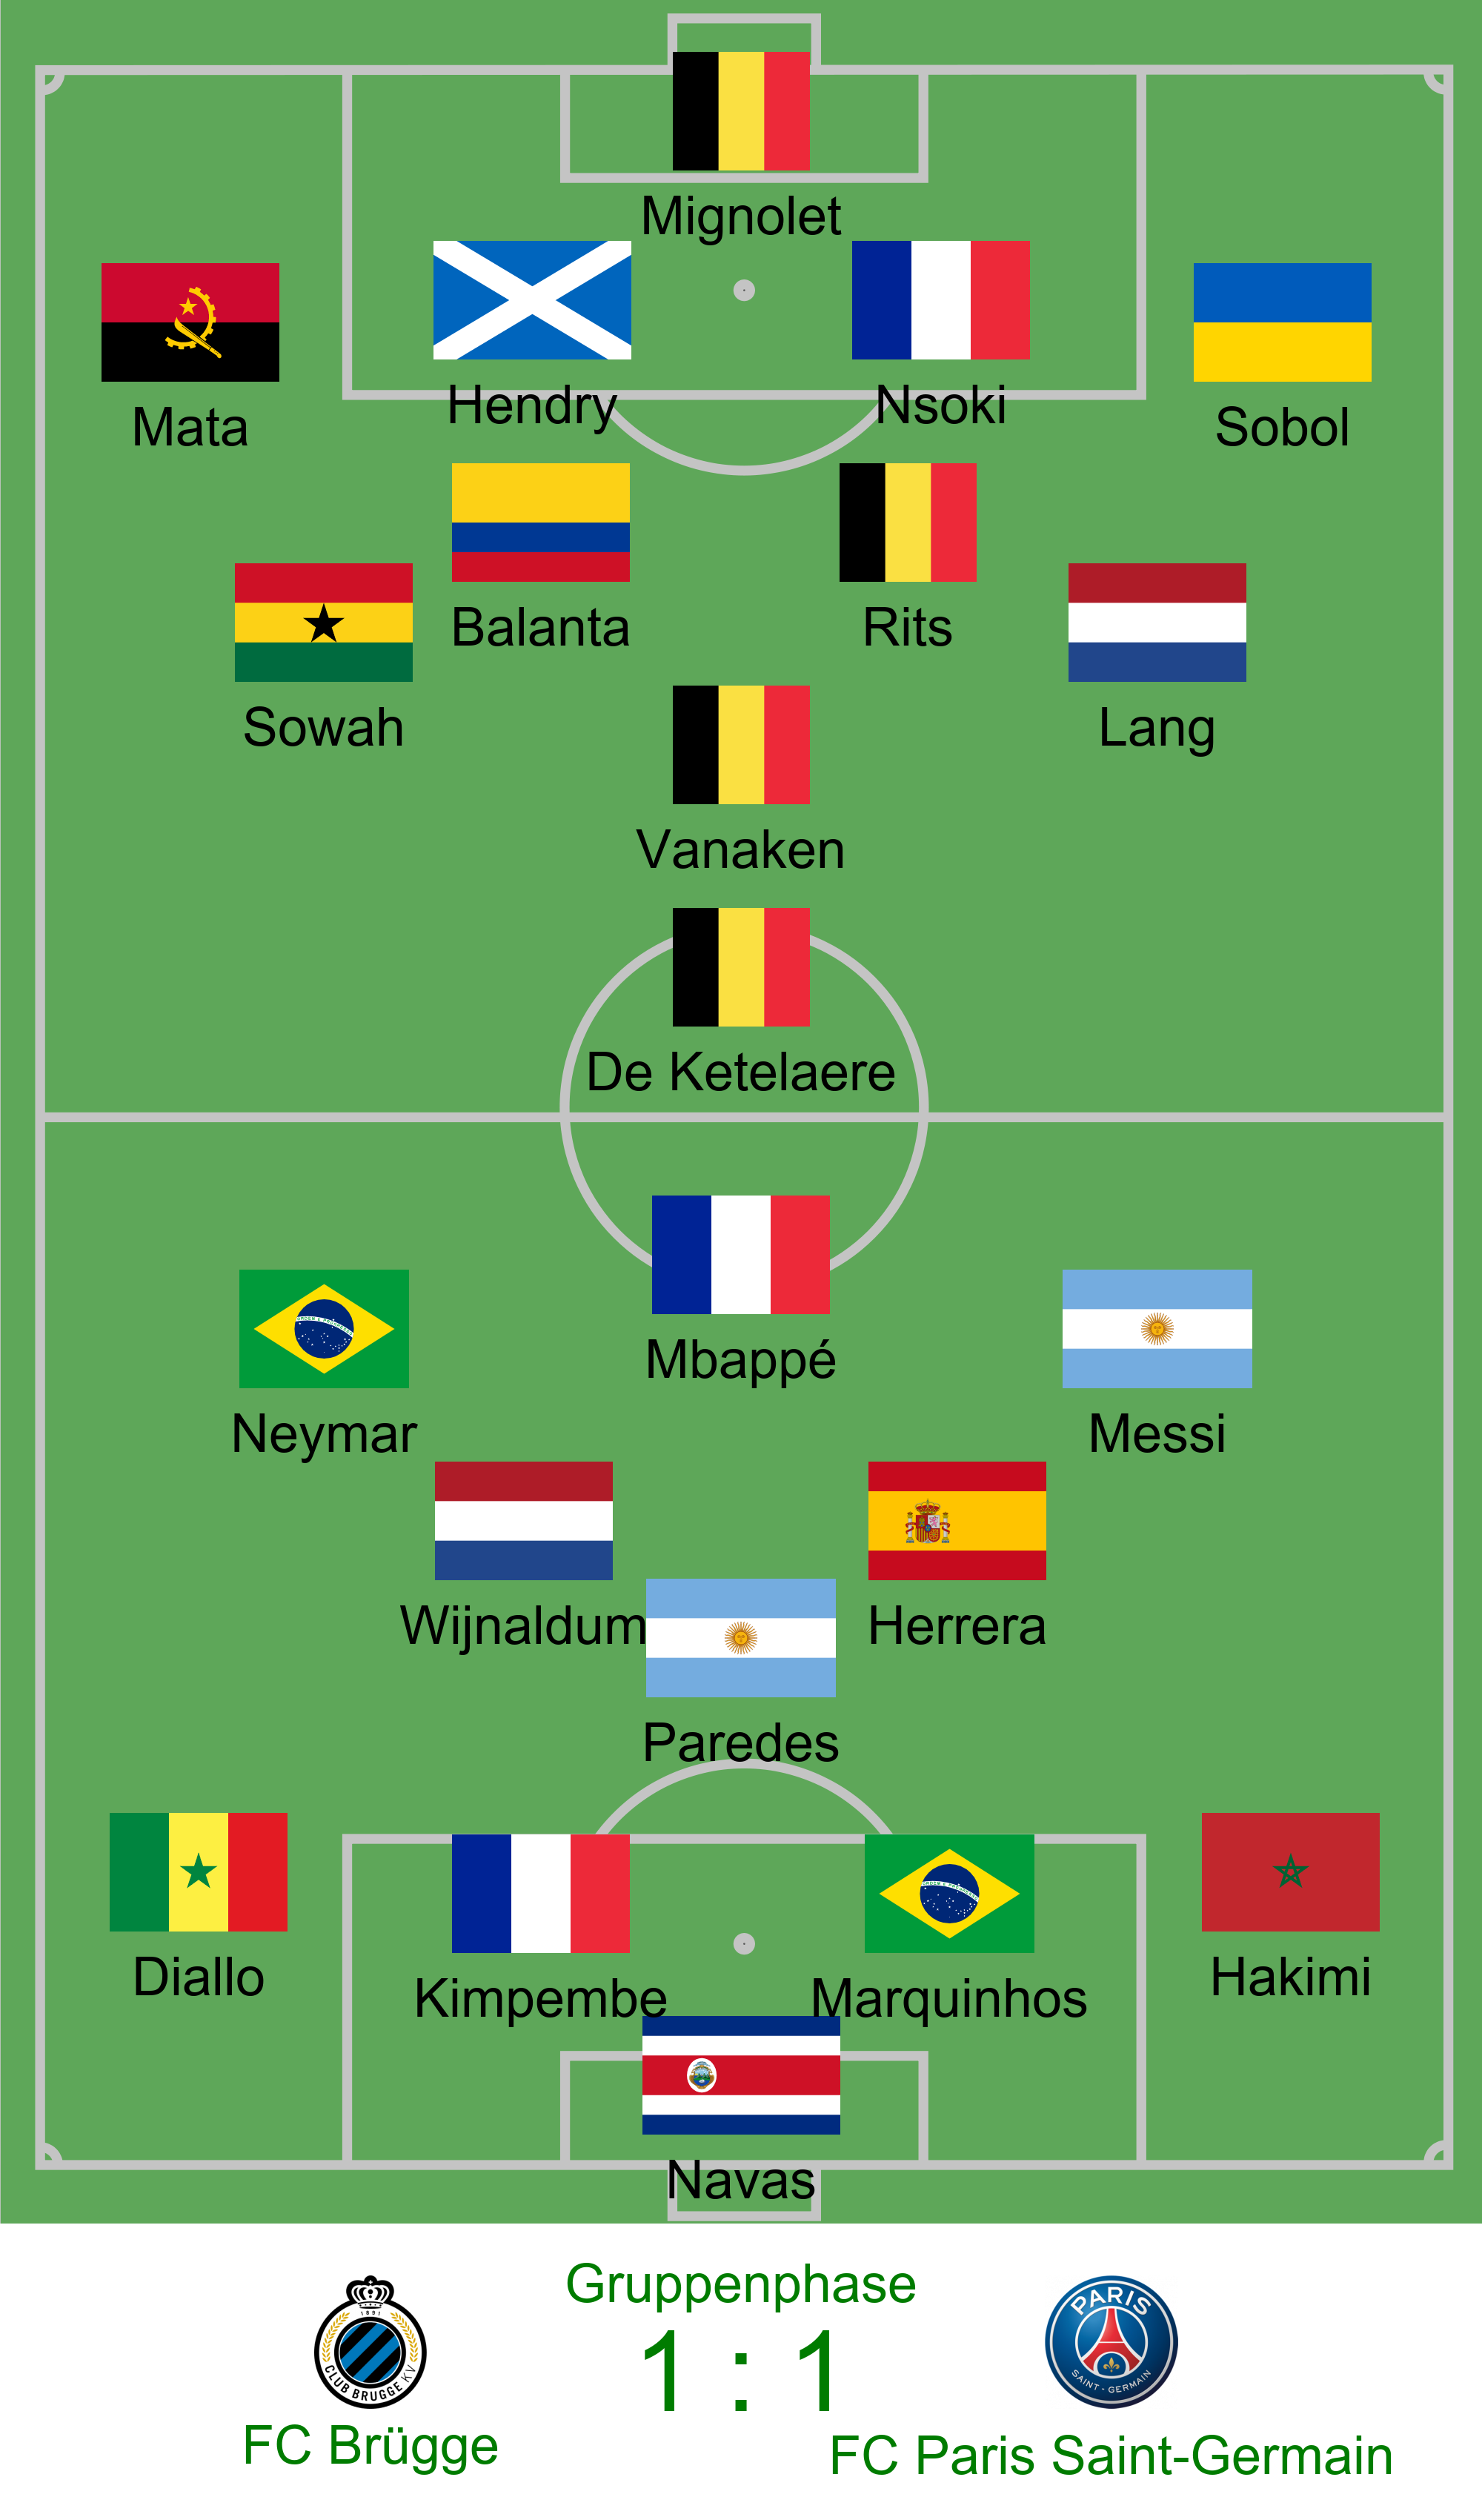 Mignolet
Hendry
Nsoki
Mata
Sobol
Balanta
Rits
Sowah
Lang
Vanaken
De Ketelaere
Mbappé
Neymar
Messi
Wijnaldum
Herrera
Paredes
Diallo
Kimpembe
Marquinhos
Hakimi
Navas
Gruppenphase
1 : 1
1891
CLUB BRUGGE KV
PARIS
SAINT-GERMAIN
FC Brügge
FC Paris Saint-Germain